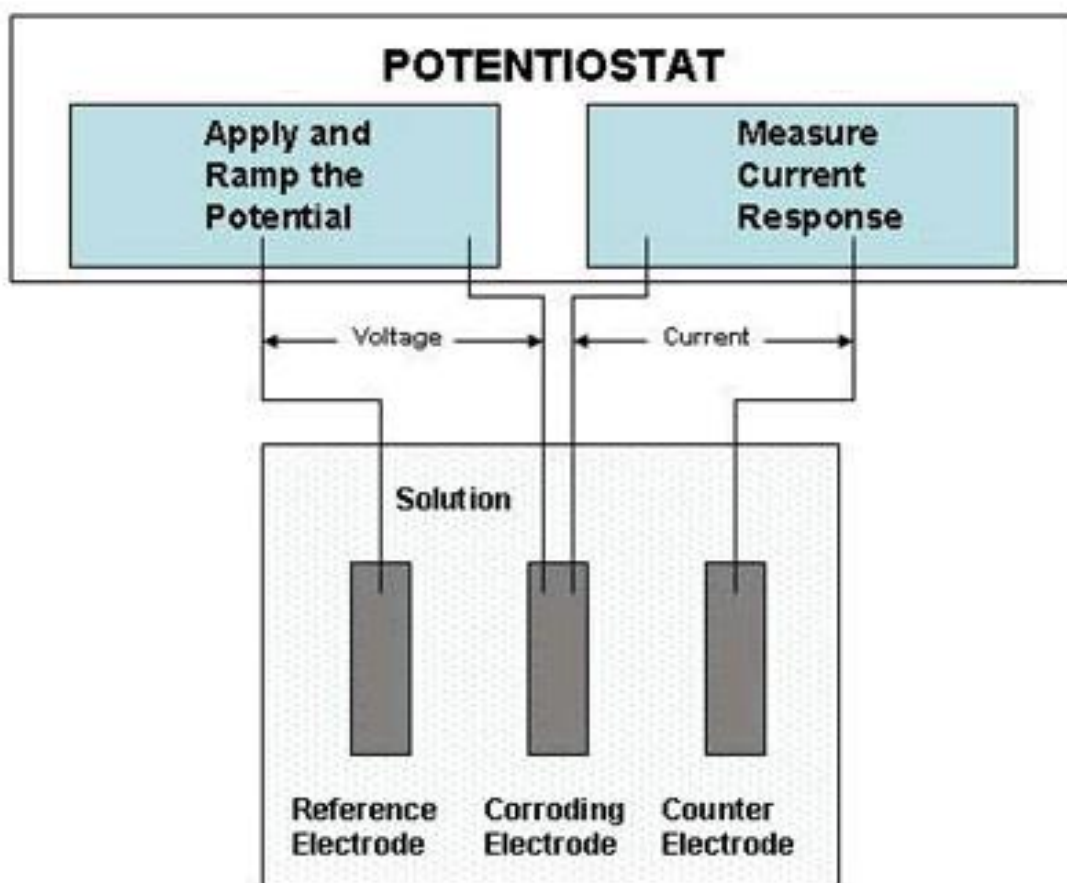 POTENTIOSTAT
Apply and
Ramp the
Potential
Measure
Current
Response
Voltage
Current
Solution
Reference
Electrode
Corroding
Electrode
Counter
Electrode